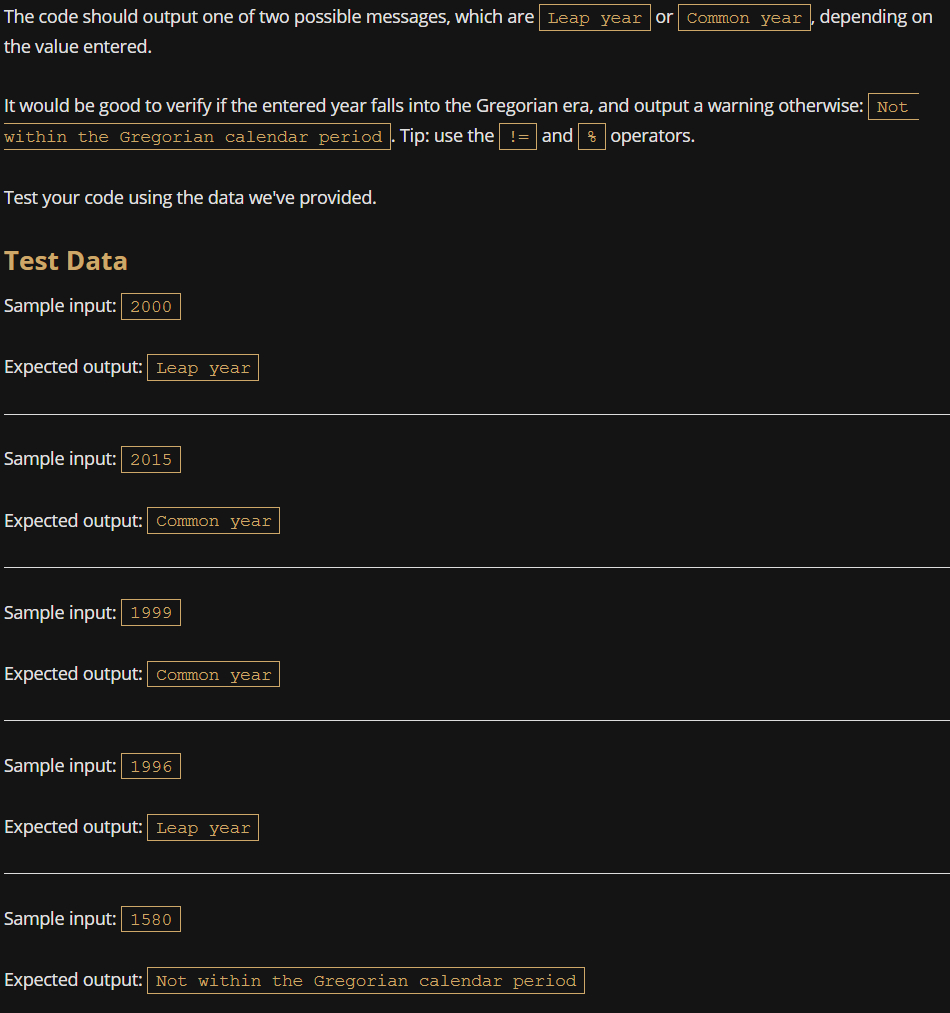 The code should output one of two possible messages, which are Leap year or Common year, depending on
the value entered.
It would be good to verify if the entered year falls into the Gregorian era, and output a warning otherwise: Not
within the Gregorian calendar period. Tip: use the != and % operators.
Test your code using the data we've provided.
Test Data
Sample input: 2000
Expected output: Leap year
Sample input: 2015
Expected output: Common year
Sample input: 1999
Expected output: Common year
Sample input: 1996
Expected output: Leap year
Sample input: 1580
Expected output: Not within the Gregorian calendar period